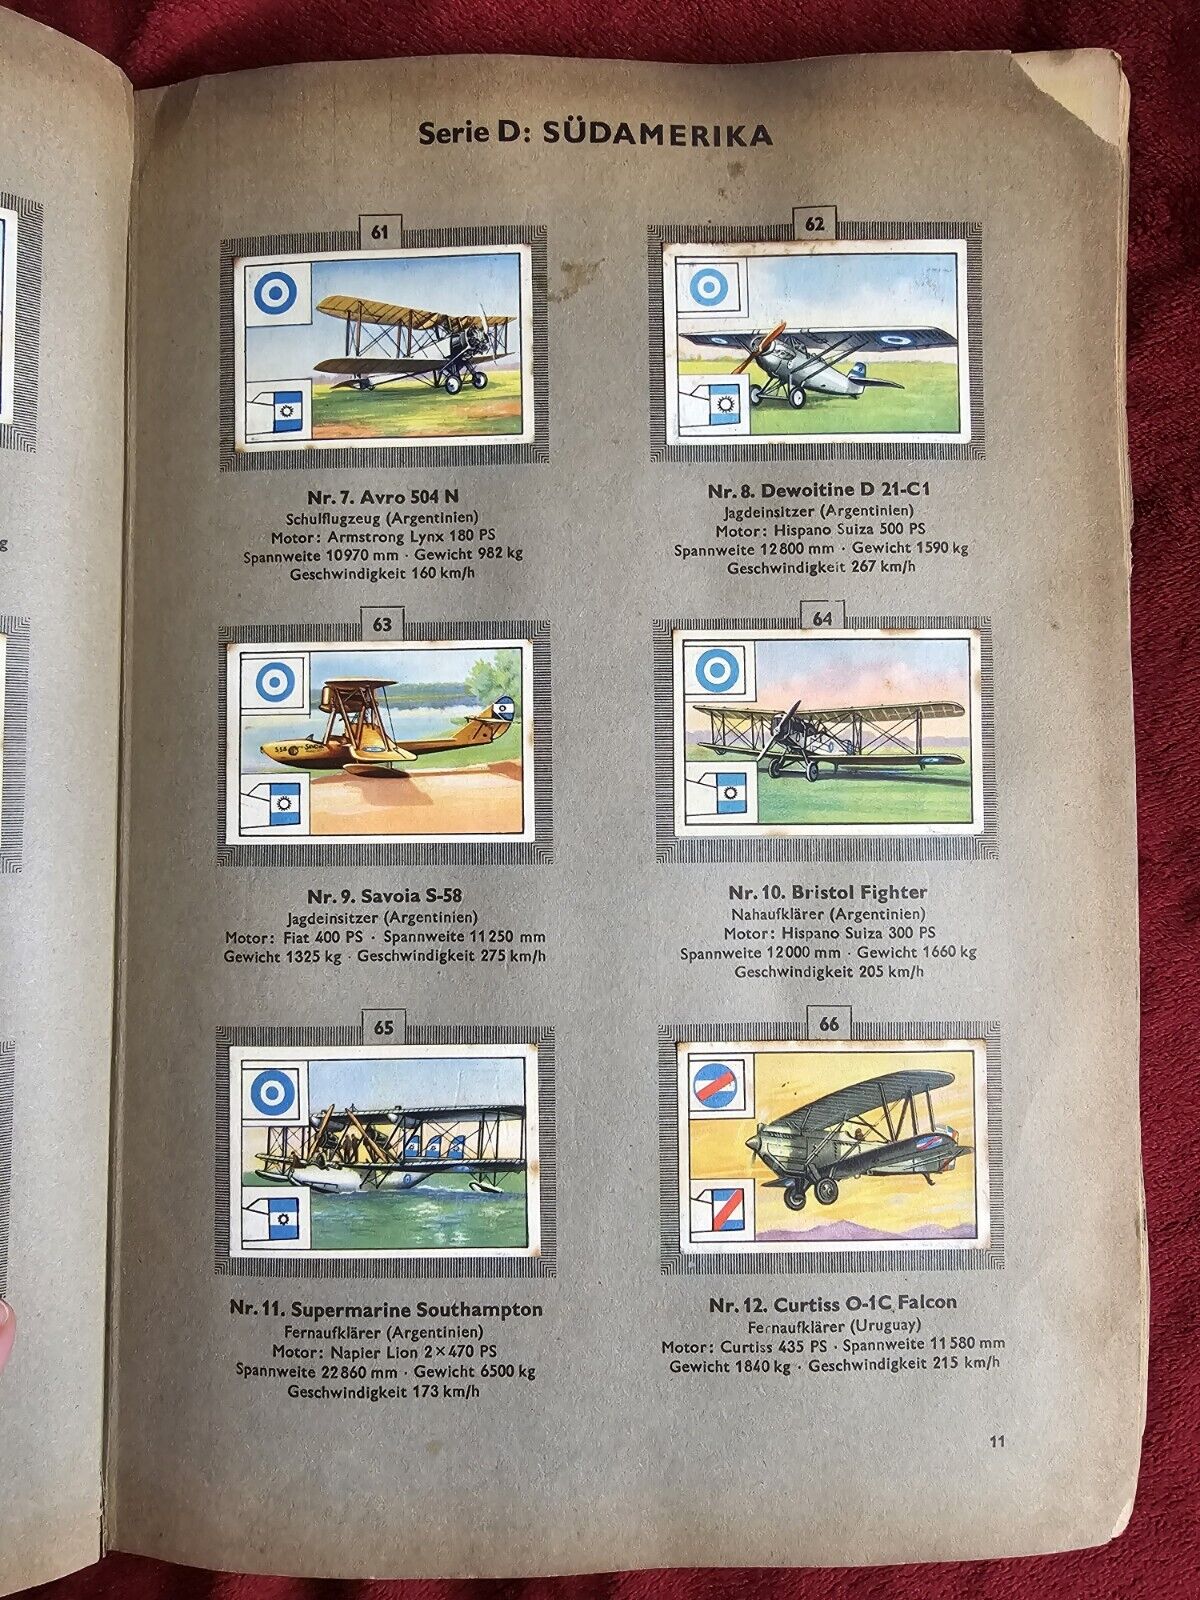 Serie D: SÜDAMERIKA
61
Nr. 7. Avro 504 N
Schulflugzeug (Argentinien)
Motor: Armstrong Lynx 180 PS
Spannweite 10970 mm · Gewicht 982 kg
Geschwindigkeit 160 km/h
62
Nr. 8. Dewoitine D 21-C1
Jagdeinsitzer (Argentinien)
Motor: Hispano Suiza 500 PS
Spannweite 12800 mm · Gewicht 1590 kg
Geschwindigkeit 267 km/h
63
S58
Nr. 9. Savoia S-58
Jagdeinsitzer (Argentinien)
Motor: Fiat 400 PS · Spannweite 11250 mm
Gewicht 1325 kg · Geschwindigkeit 275 km/h
64
Nr. 10. Bristol Fighter
Nahaufklärer (Argentinien)
Motor: Hispano Suiza 300 PS
Spannweite 12000 mm · Gewicht 1660 kg
Geschwindigkeit 205 km/h
65
Nr. 11. Supermarine Southampton
Fernaufklärer (Argentinien)
Motor: Napier Lion 2 × 470 PS
Spannweite 22860 mm · Gewicht 6500 kg
Geschwindigkeit 173 km/h
66
Nr. 12. Curtiss O-1C Falcon
Fernaufklärer (Uruguay)
Motor: Curtiss 435 PS · Spannweite 11580 mm
Gewicht 1840 kg · Geschwindigkeit 215 km/h
11
g